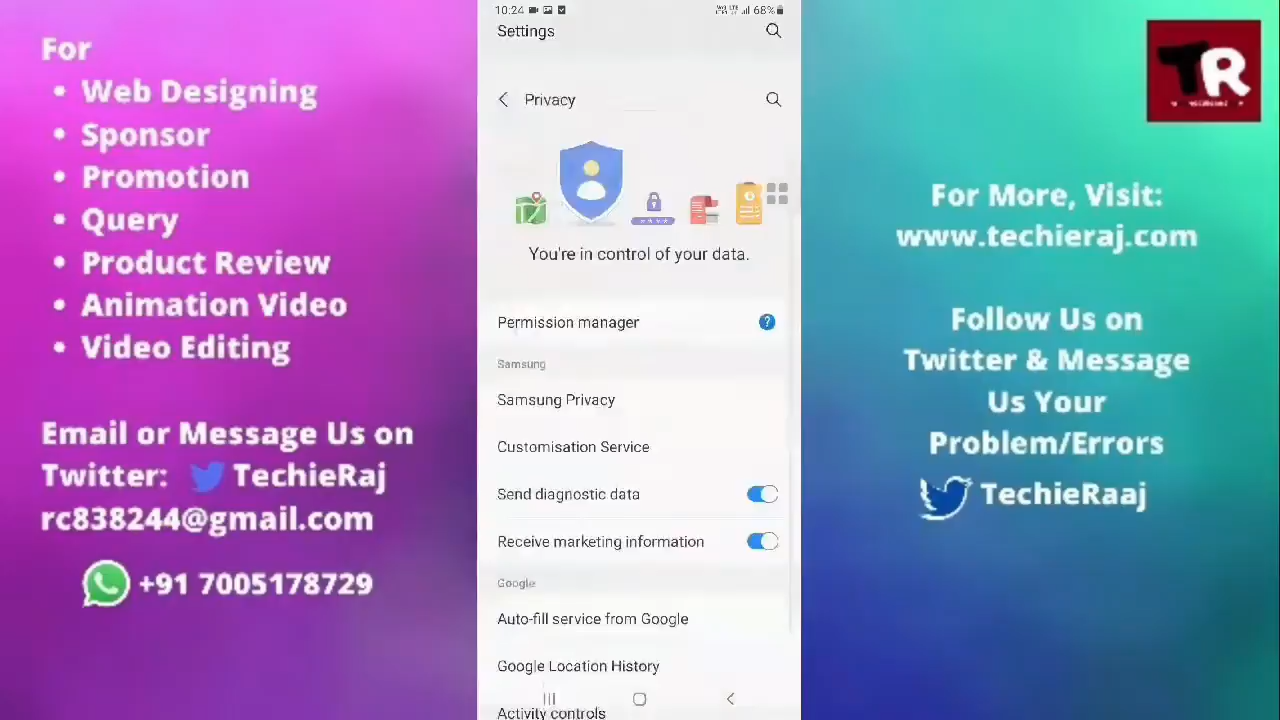 For
• Web Designing
• Sponsor
• Promotion
• Query
• Product Review
• Animation Video
• Video Editing
Email or Message Us on
Twitter: TechieRaj
rc838244@gmail.com
+91 7005178729
10:24
68%
Settings
Privacy
You're in control of your data.
Permission manager
?
Samsung
Samsung Privacy
Customisation Service
Send diagnostic data
Receive marketing information
Google
Auto-fill service from Google
Google Location History
Activity controls
TR
For More, Visit:
www.techieraj.com
Follow Us on
Twitter & Message
Us Your
Problem/Errors
TechieRaaj